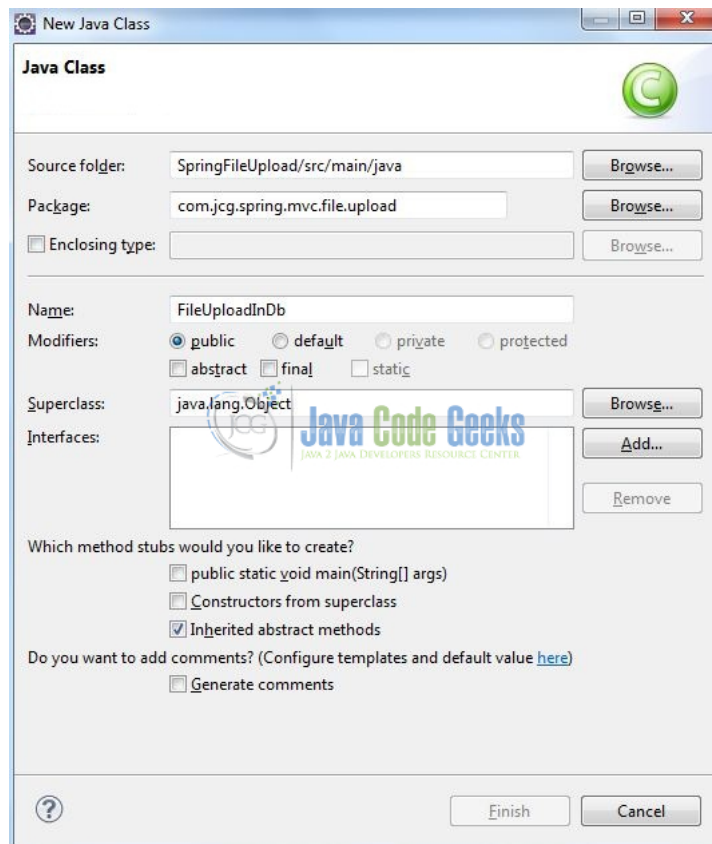 New Java Class
Java Class
Source folder: SpringFileUpload/src/main/java Browse...
Package: com.jcg.spring.mvc.file.upload Browse...
Enclosing type: Browse...
Name: FileUploadInDb
Modifiers: public default private protected
abstract final static
Superclass: java.lang.Object Browse...
Interfaces: Add...
JCG Java Code Geeks
JAVA 2 JAVA DEVELOPERS RESOURCE CENTER
Remove
Which method stubs would you like to create?
public static void main(String[] args)
Constructors from superclass
Inherited abstract methods
Do you want to add comments? (Configure templates and default value here)
Generate comments
Finish Cancel